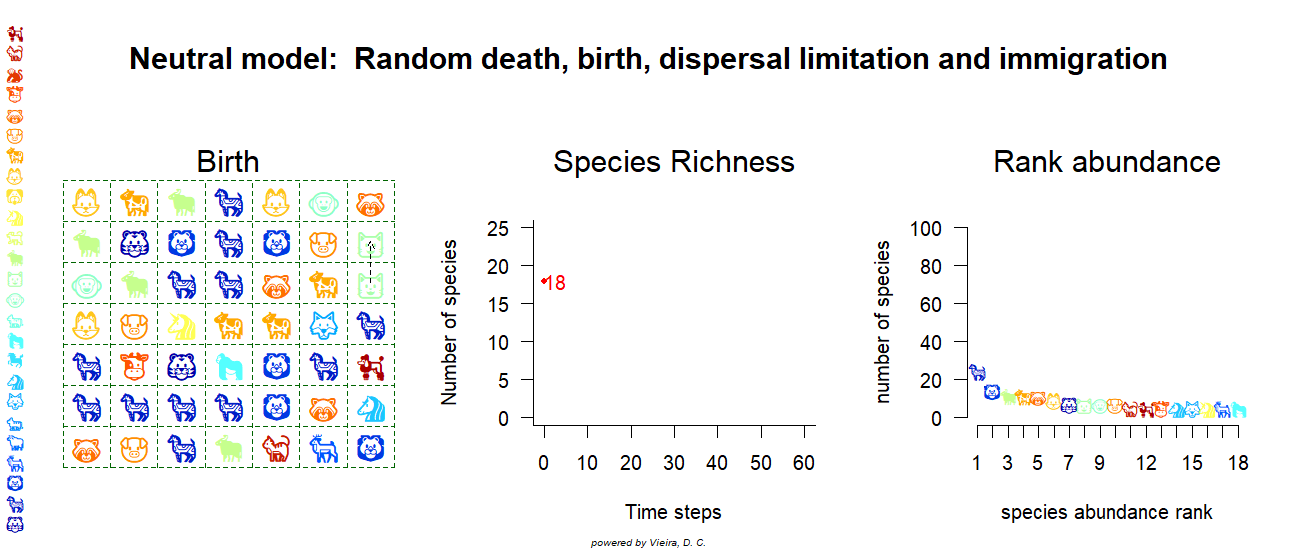 Neutral model:  Random death, birth, dispersal limitation and immigration
Birth
Species Richness
Number of species
25
20
15
10
5
0
18
0 10 20 30 40 50 60
Time steps
Rank abundance
number of species
100
80
60
40
20
0
1 3 5 7 9 12 15 18
species abundance rank
powered by Vieira, D. C.